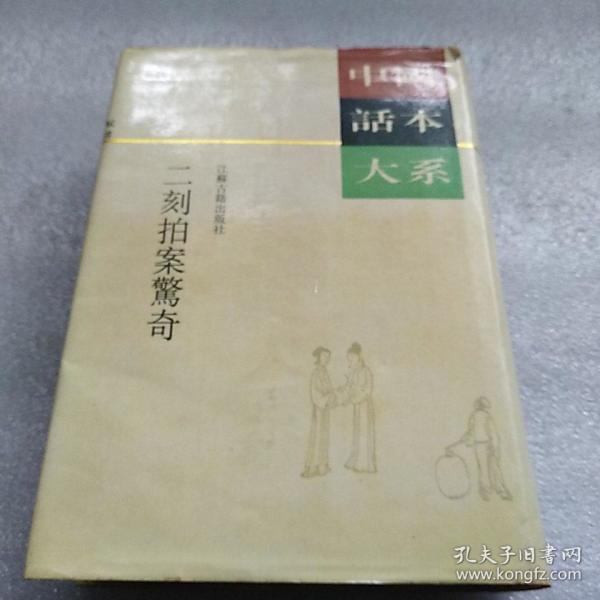 中國
話本
大系
江蘇古籍出版社
二刻拍案驚奇
孔夫子旧书网
www.kongfz.com